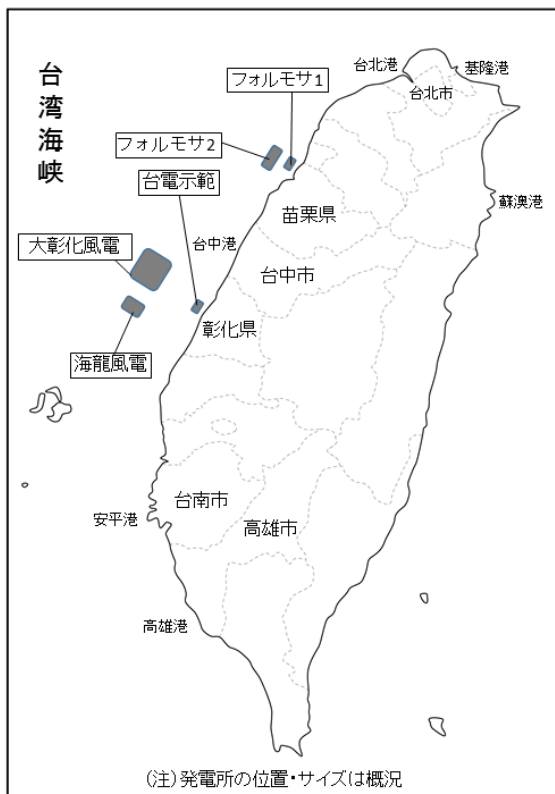 台湾海峡
台北港
基隆港
台北市
フォルモサ1
フォルモサ2
台電示範
苗栗県
蘇澳港
台中港
大彰化風電
台中市
彰化県
海龍風電
台南市
安平港
高雄市
高雄港
(注)発電所の位置・サイズは概況